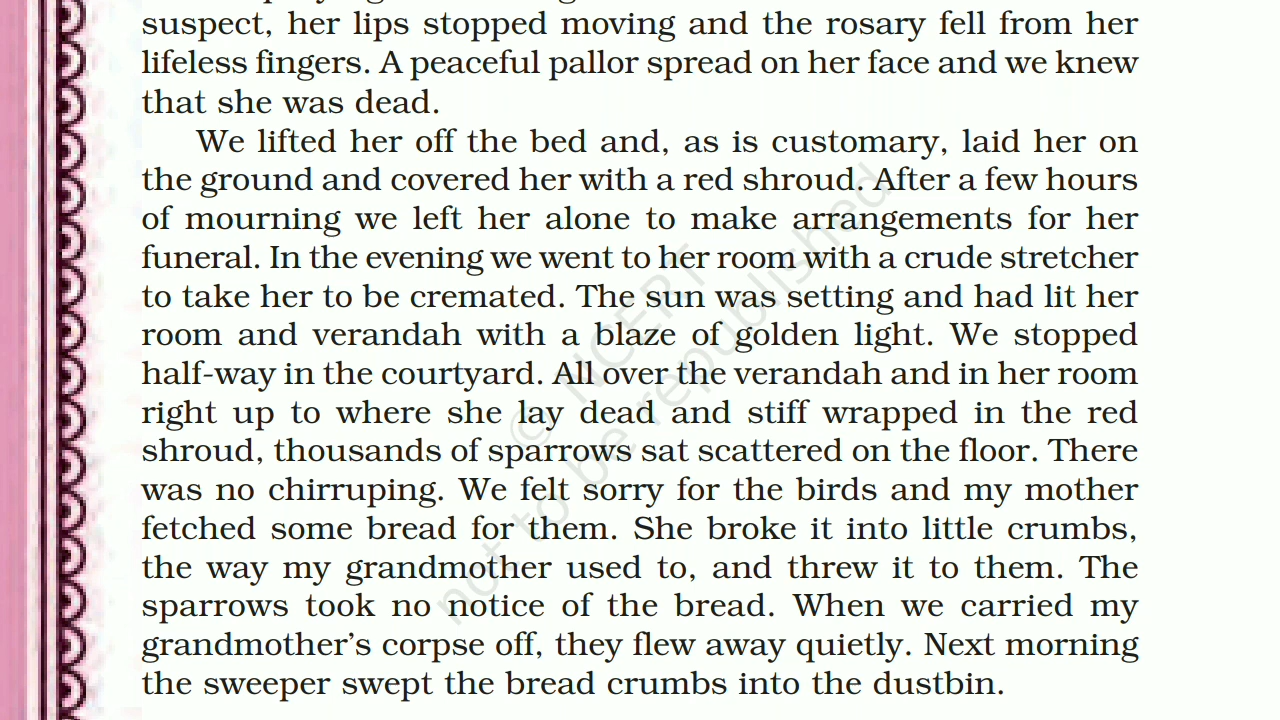 suspect, her lips stopped moving and the rosary fell from her
lifeless fingers. A peaceful pallor spread on her face and we knew
that she was dead.
We lifted her off the bed and, as is customary, laid her on
the ground and covered her with a red shroud. After a few hours
of mourning we left her alone to make arrangements for her
funeral. In the evening we went to her room with a crude stretcher
to take her to be cremated. The sun was setting and had lit her
room and verandah with a blaze of golden light. We stopped
half-way in the courtyard. All over the verandah and in her room
right up to where she lay dead and stiff wrapped in the red
shroud, thousands of sparrows sat scattered on the floor. There
was no chirruping. We felt sorry for the birds and my mother
fetched some bread for them. She broke it into little crumbs,
the way my grandmother used to, and threw it to them. The
sparrows took no notice of the bread. When we carried my
grandmother’s corpse off, they flew away quietly. Next morning
the sweeper swept the bread crumbs into the dustbin.
© NCERT
not to be republished